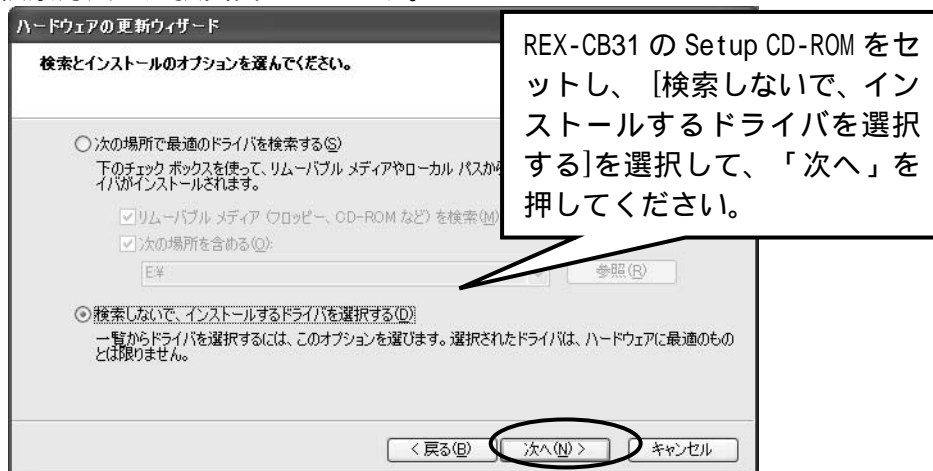 ハードウェアの更新ウィザード
検索とインストールのオプションを選んでください。
REX-CB31 の Setup CD-ROM をセ
ットし、 [検索しないで、イン
ストールするドライバを選択
する]を選択して、「次へ」を
押してください。
次の場所で最適のドライバを検索する(S)
下のチェック ボックスを使って、リムーバブル メディアやローカル パスから
イバがインストールされます。
リムーバブル メディア (フロッピー、CD-ROM など) を検索(M)
次の場所を含める(O):
E:¥
参照(R)
検索しないで、インストールするドライバを選択する(D)
一覧からドライバを選択するには、このオプションを選びます。選択されたドライバは、ハードウェアに最適のもの
とは限りません。
< 戻る(B)
次へ(N) >
キャンセル